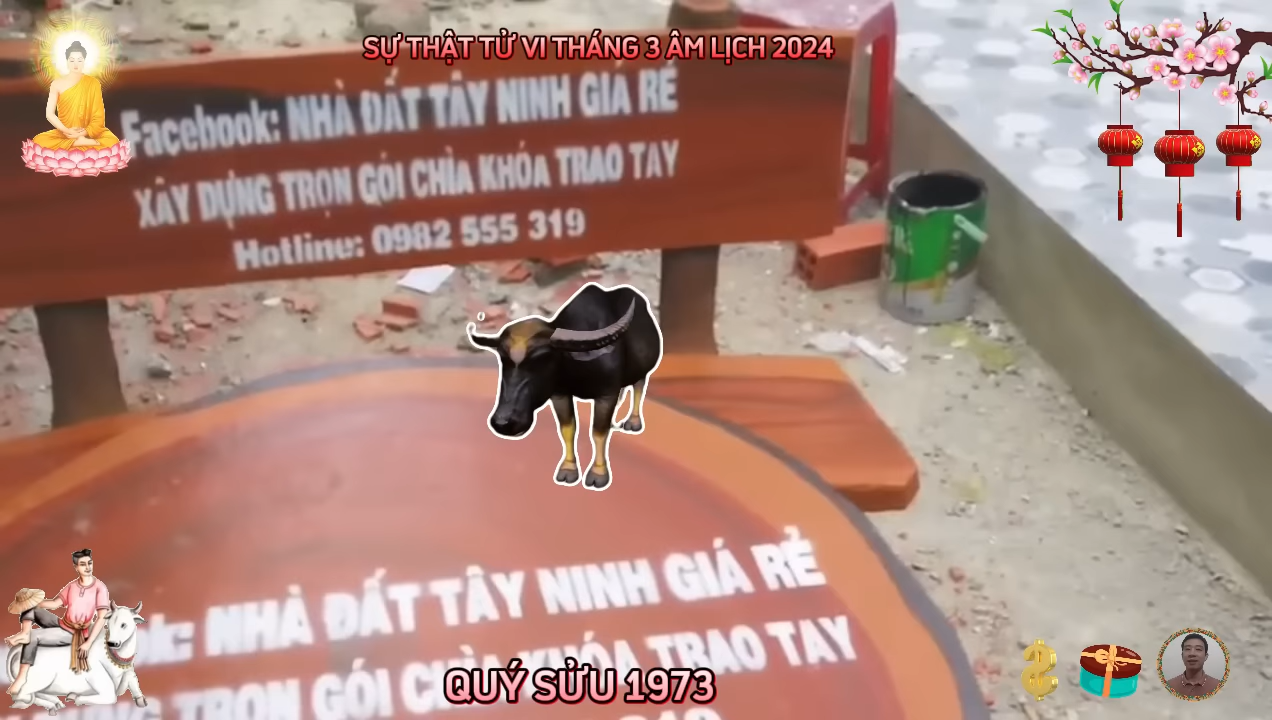 SỰ THẬT TỬ VI THÁNG 3 ÂM LỊCH 2024
Facebook: NHÀ ĐẤT TÂY NINH GIÁ RẺ
XÂY DỰNG TRỌN GÓI CHÌA KHÓA TRAO TAY
Hotline: 0982 555 319
NHÀ ĐẤT TÂY NINH GIÁ RẺ
TRỌN GÓI CHÌA KHÓA TRAO TAY
QUÝ SỬU 1973